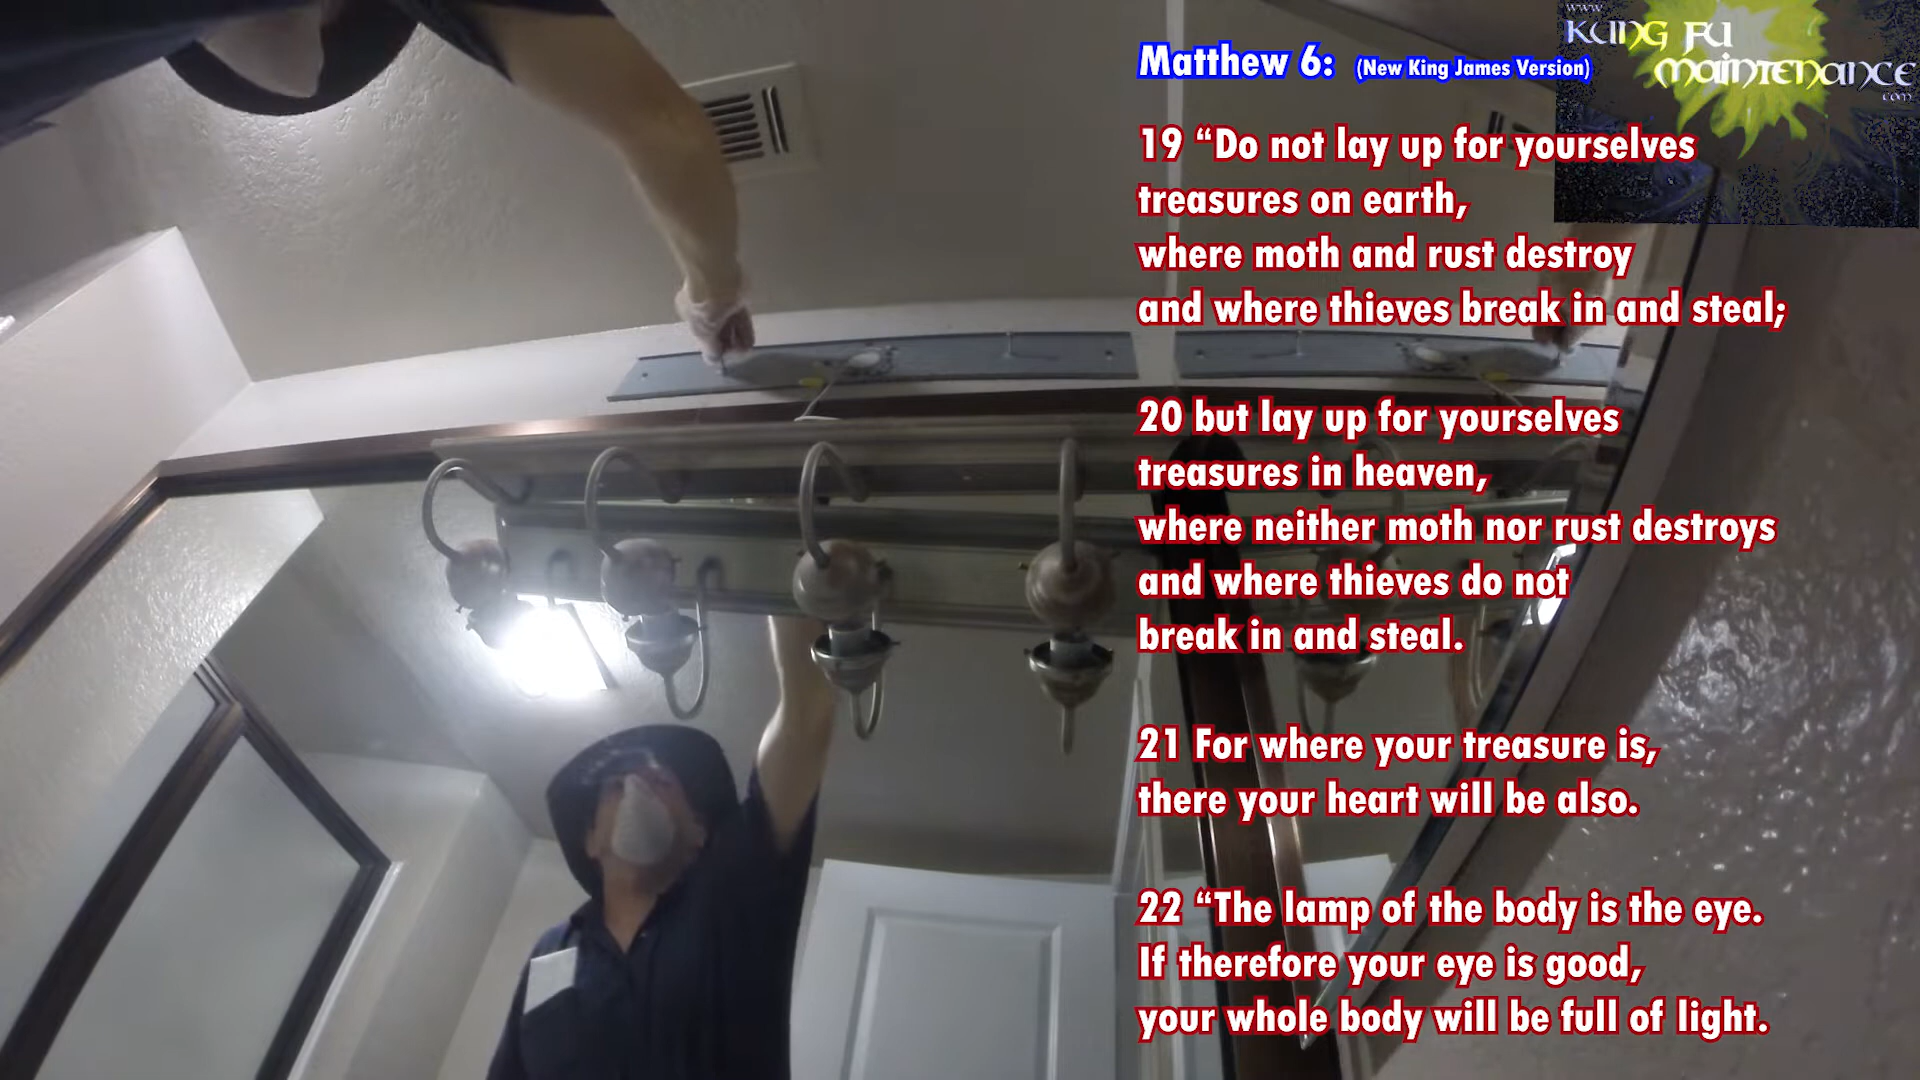 www
KUNG FU
MAINTENANCE
com
Matthew 6: (New King James Version)
19 “Do not lay up for yourselves
treasures on earth,
where moth and rust destroy
and where thieves break in and steal;
20 but lay up for yourselves
treasures in heaven,
where neither moth nor rust destroys
and where thieves do not
break in and steal.
21 For where your treasure is,
there your heart will be also.
22 “The lamp of the body is the eye.
If therefore your eye is good,
your whole body will be full of light.